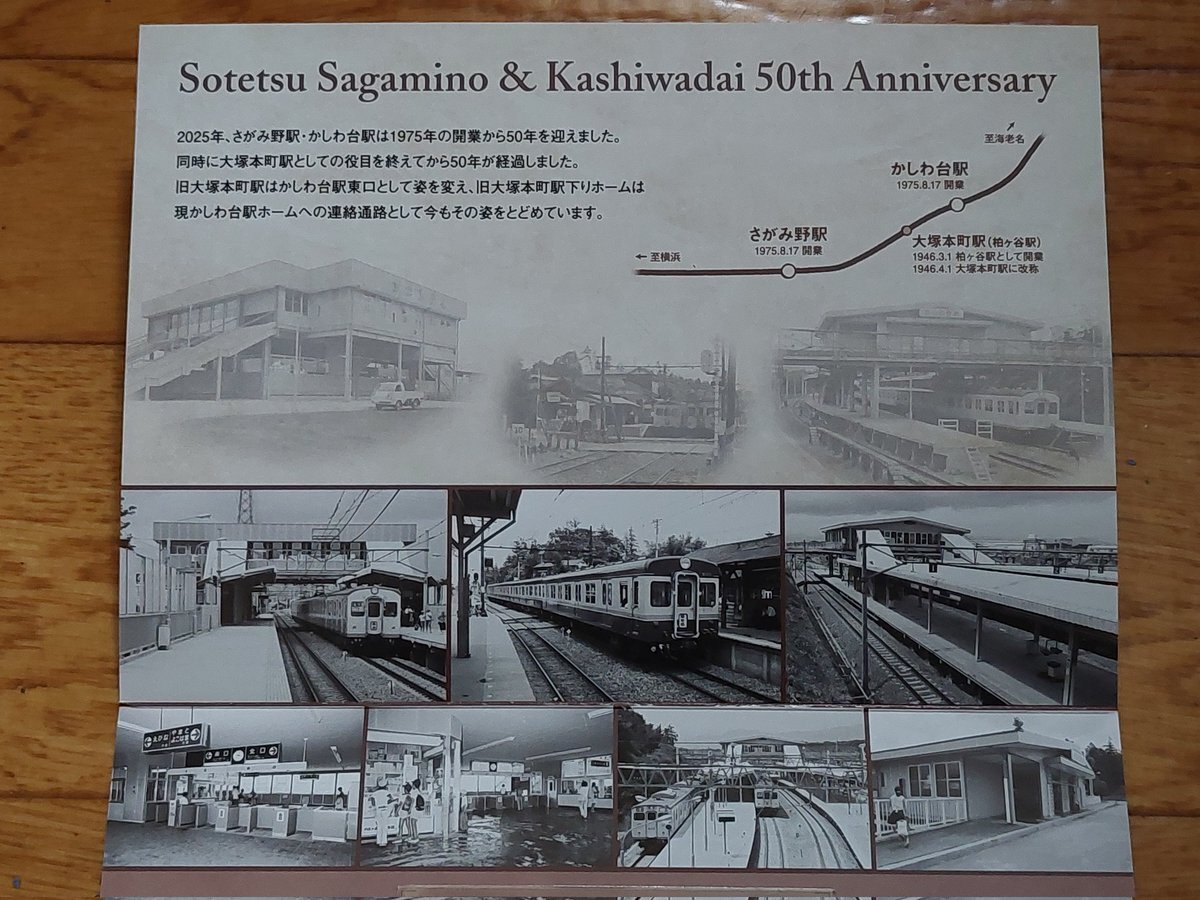 Sotetsu Sagamino & Kashiwadai 50th Anniversary
2025年、さがみ野駅・かしわ台駅は1975年の開業から50年を迎えました。
同時に大塚本町駅としての役目を終えてから50年が経過しました。
旧大塚本町駅はかしわ台駅東口として姿を変え、旧大塚本町駅下りホームは
現かしわ台駅ホームへの連絡通路として今もその姿をとどめています。
至海老名
かしわ台駅
1975.8.17 開業
さがみ野駅
1975.8.17 開業
← 至横浜
大塚本町駅(柏ヶ谷駅)
1946.3.1 柏ヶ谷駅として開業
1946.4.1 大塚本町駅に改称